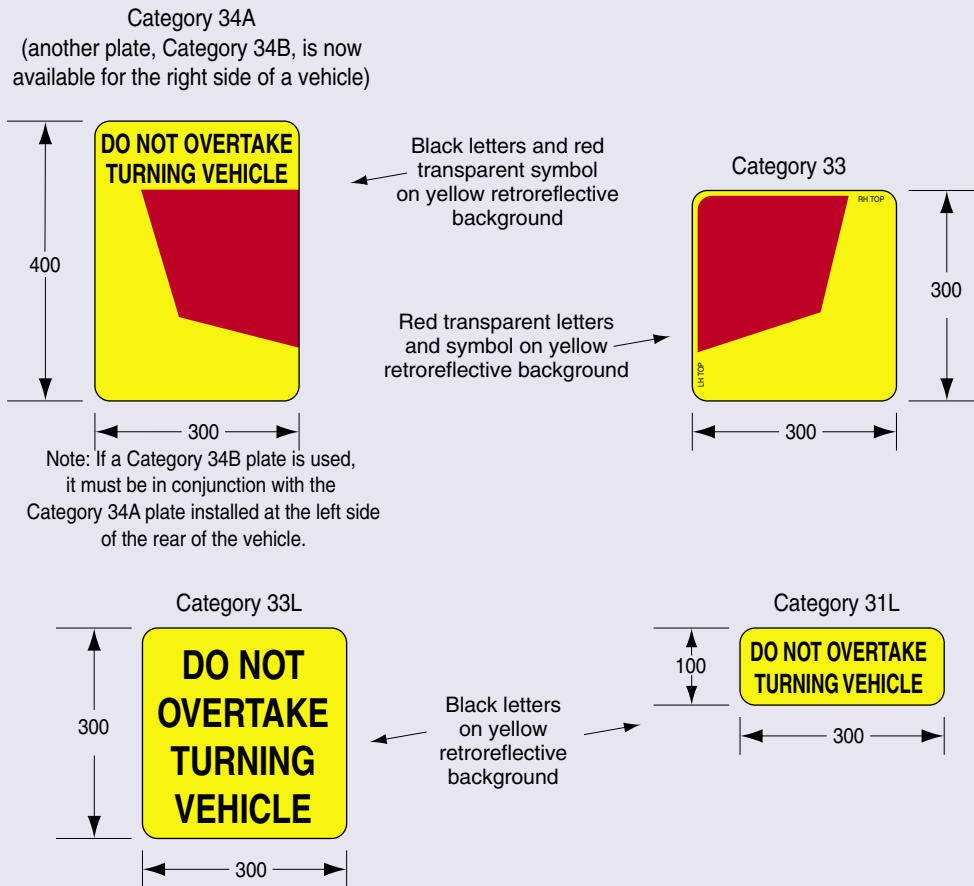 Category 34A
(another plate, Category 34B, is now
available for the right side of a vehicle)
DO NOT OVERTAKE
TURNING VEHICLE
400
300
Black letters and red
transparent symbol
on yellow retroreflective
background
Category 33
RH TOP
LH TOP
300
300
Red transparent letters
and symbol on yellow
retroreflective background
Note: If a Category 34B plate is used,
it must be in conjunction with the
Category 34A plate installed at the left side
of the rear of the vehicle.
Category 33L
DO NOT
OVERTAKE
TURNING
VEHICLE
300
300
Black letters
on yellow
retroreflective
background
Category 31L
100
DO NOT OVERTAKE
TURNING VEHICLE
300